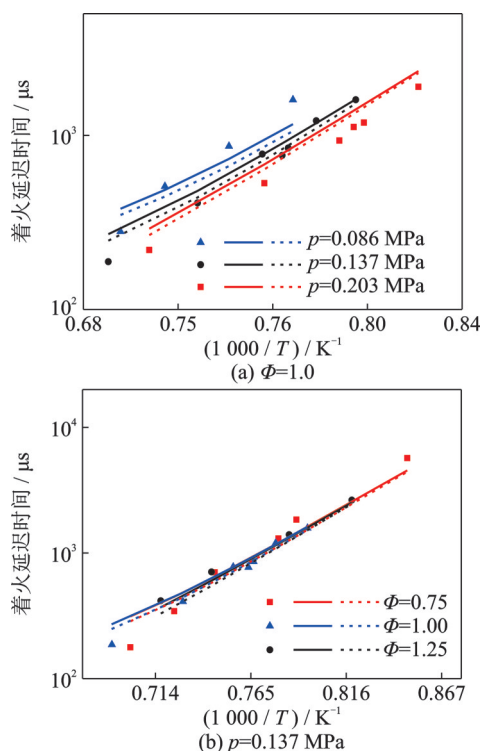 着火延迟时间 / μs
10³
10²
p=0.086 MPa
p=0.137 MPa
p=0.203 MPa
0.68 0.75 0.76 0.80 0.84
(1 000 / T) / K⁻¹
(a) Φ=1.0
着火延迟时间 / μs
10⁴
10³
10²
Φ=0.75
Φ=1.00
Φ=1.25
0.714 0.765 0.816 0.867
(1 000 / T) / K⁻¹
(b) p=0.137 MPa